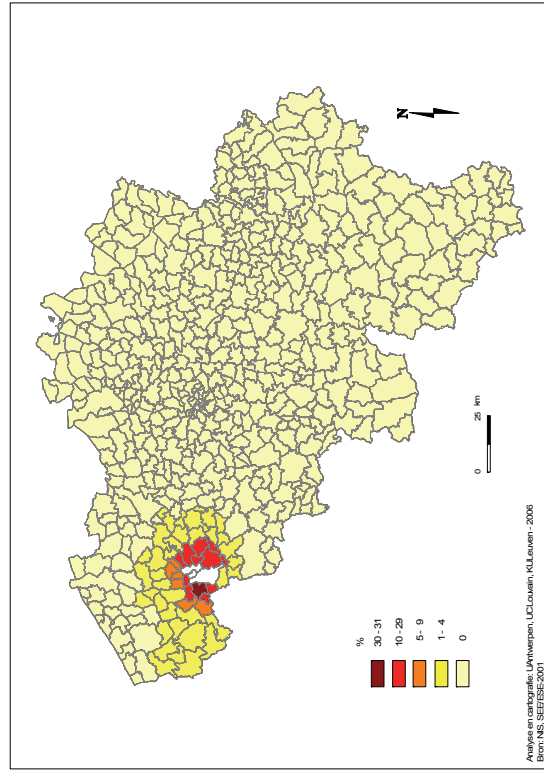 N
0 25 km
%
30 - 31
10 - 29
5 - 9
1 - 4
0
Analyse en cartografie: UAntwerpen, UCLouvain, KULeuven - 2006
Bron: NIS, SEE/ESE-2001